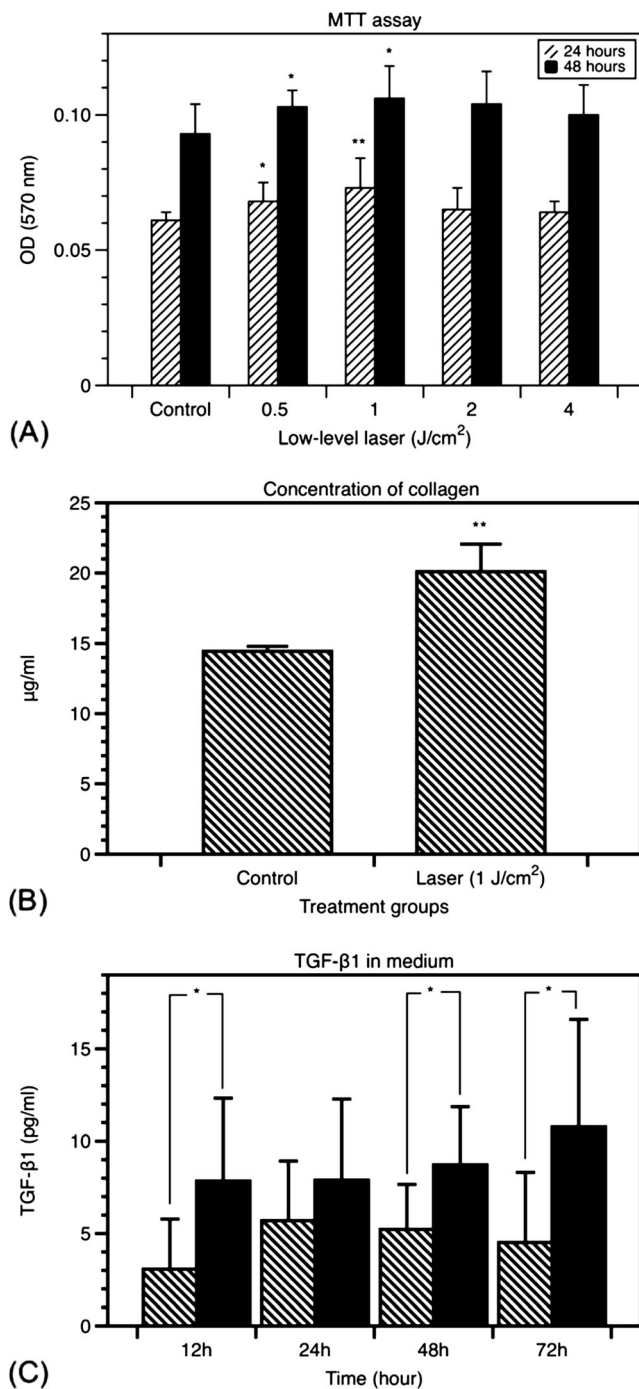 MTT assay
24 hours
48 hours
* *
* **
0.10
0.05
0
OD (570 nm)
Control 0.5 1 2 4
Low-level laser (J/cm²)
(A)
Concentration of collagen
**
25
20
15
10
5
0
µg/ml
Control Laser (1 J/cm²)
Treatment groups
(B)
TGF-β1 in medium
* * *
15
10
5
0
TGF-β1 (pg/ml)
12h 24h 48h 72h
Time (hour)
(C)